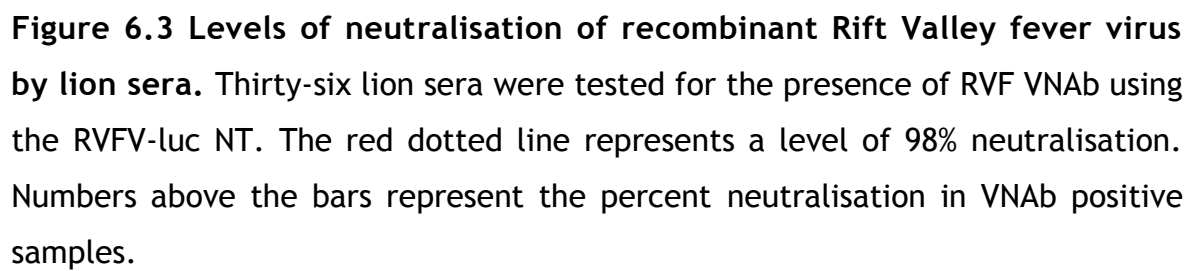 Figure 6.3 Levels of neutralisation of recombinant Rift Valley fever virus
by lion sera. Thirty-six lion sera were tested for the presence of RVF VNAb using
the RVFV-luc NT. The red dotted line represents a level of 98% neutralisation.
Numbers above the bars represent the percent neutralisation in VNAb positive
samples.